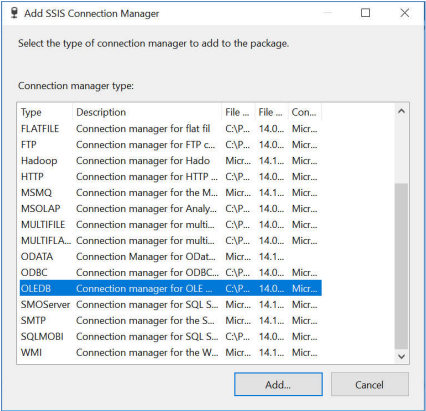 Add SSIS Connection Manager
Select the type of connection manager to add to the package.
Connection manager type:
Type Description File ... File ... Con...
FLATFILE Connection manager for flat fil C:\P... 14.0... Micr...
FTP Connection manager for FTP c... C:\P... 14.0... Micr...
Hadoop Connection manager for Hado Micr... 14.1... Micr...
HTTP Connection manager for HTTP ... C:\P... 14.0... Micr...
MSMQ Connection manager for the M... Micr... 14.1... Micr...
MSOLAP Connection manager for Analy... C:\P... 14.0... Micr...
MULTIFILE Connection manager for multi... C:\P... 14.0... Micr...
MULTIFLA... Connection manager for multi... C:\P... 14.0... Micr...
ODATA Connection Manager for ODat... Micr... 14.1...
ODBC Connection manager for ODBC... C:\P... 14.0... Micr...
OLEDB Connection manager for OLE ... C:\P... 14.0... Micr...
SMOServer Connection manager for SQL S... Micr... 14.1... Micr...
SMTP Connection manager for the S... Micr... 14.1... Micr...
SQLMOBI Connection manager for SQL S... C:\P... 14.0... Micr...
WMI Connection manager for the W... Micr... 14.1... Micr...
Add... Cancel